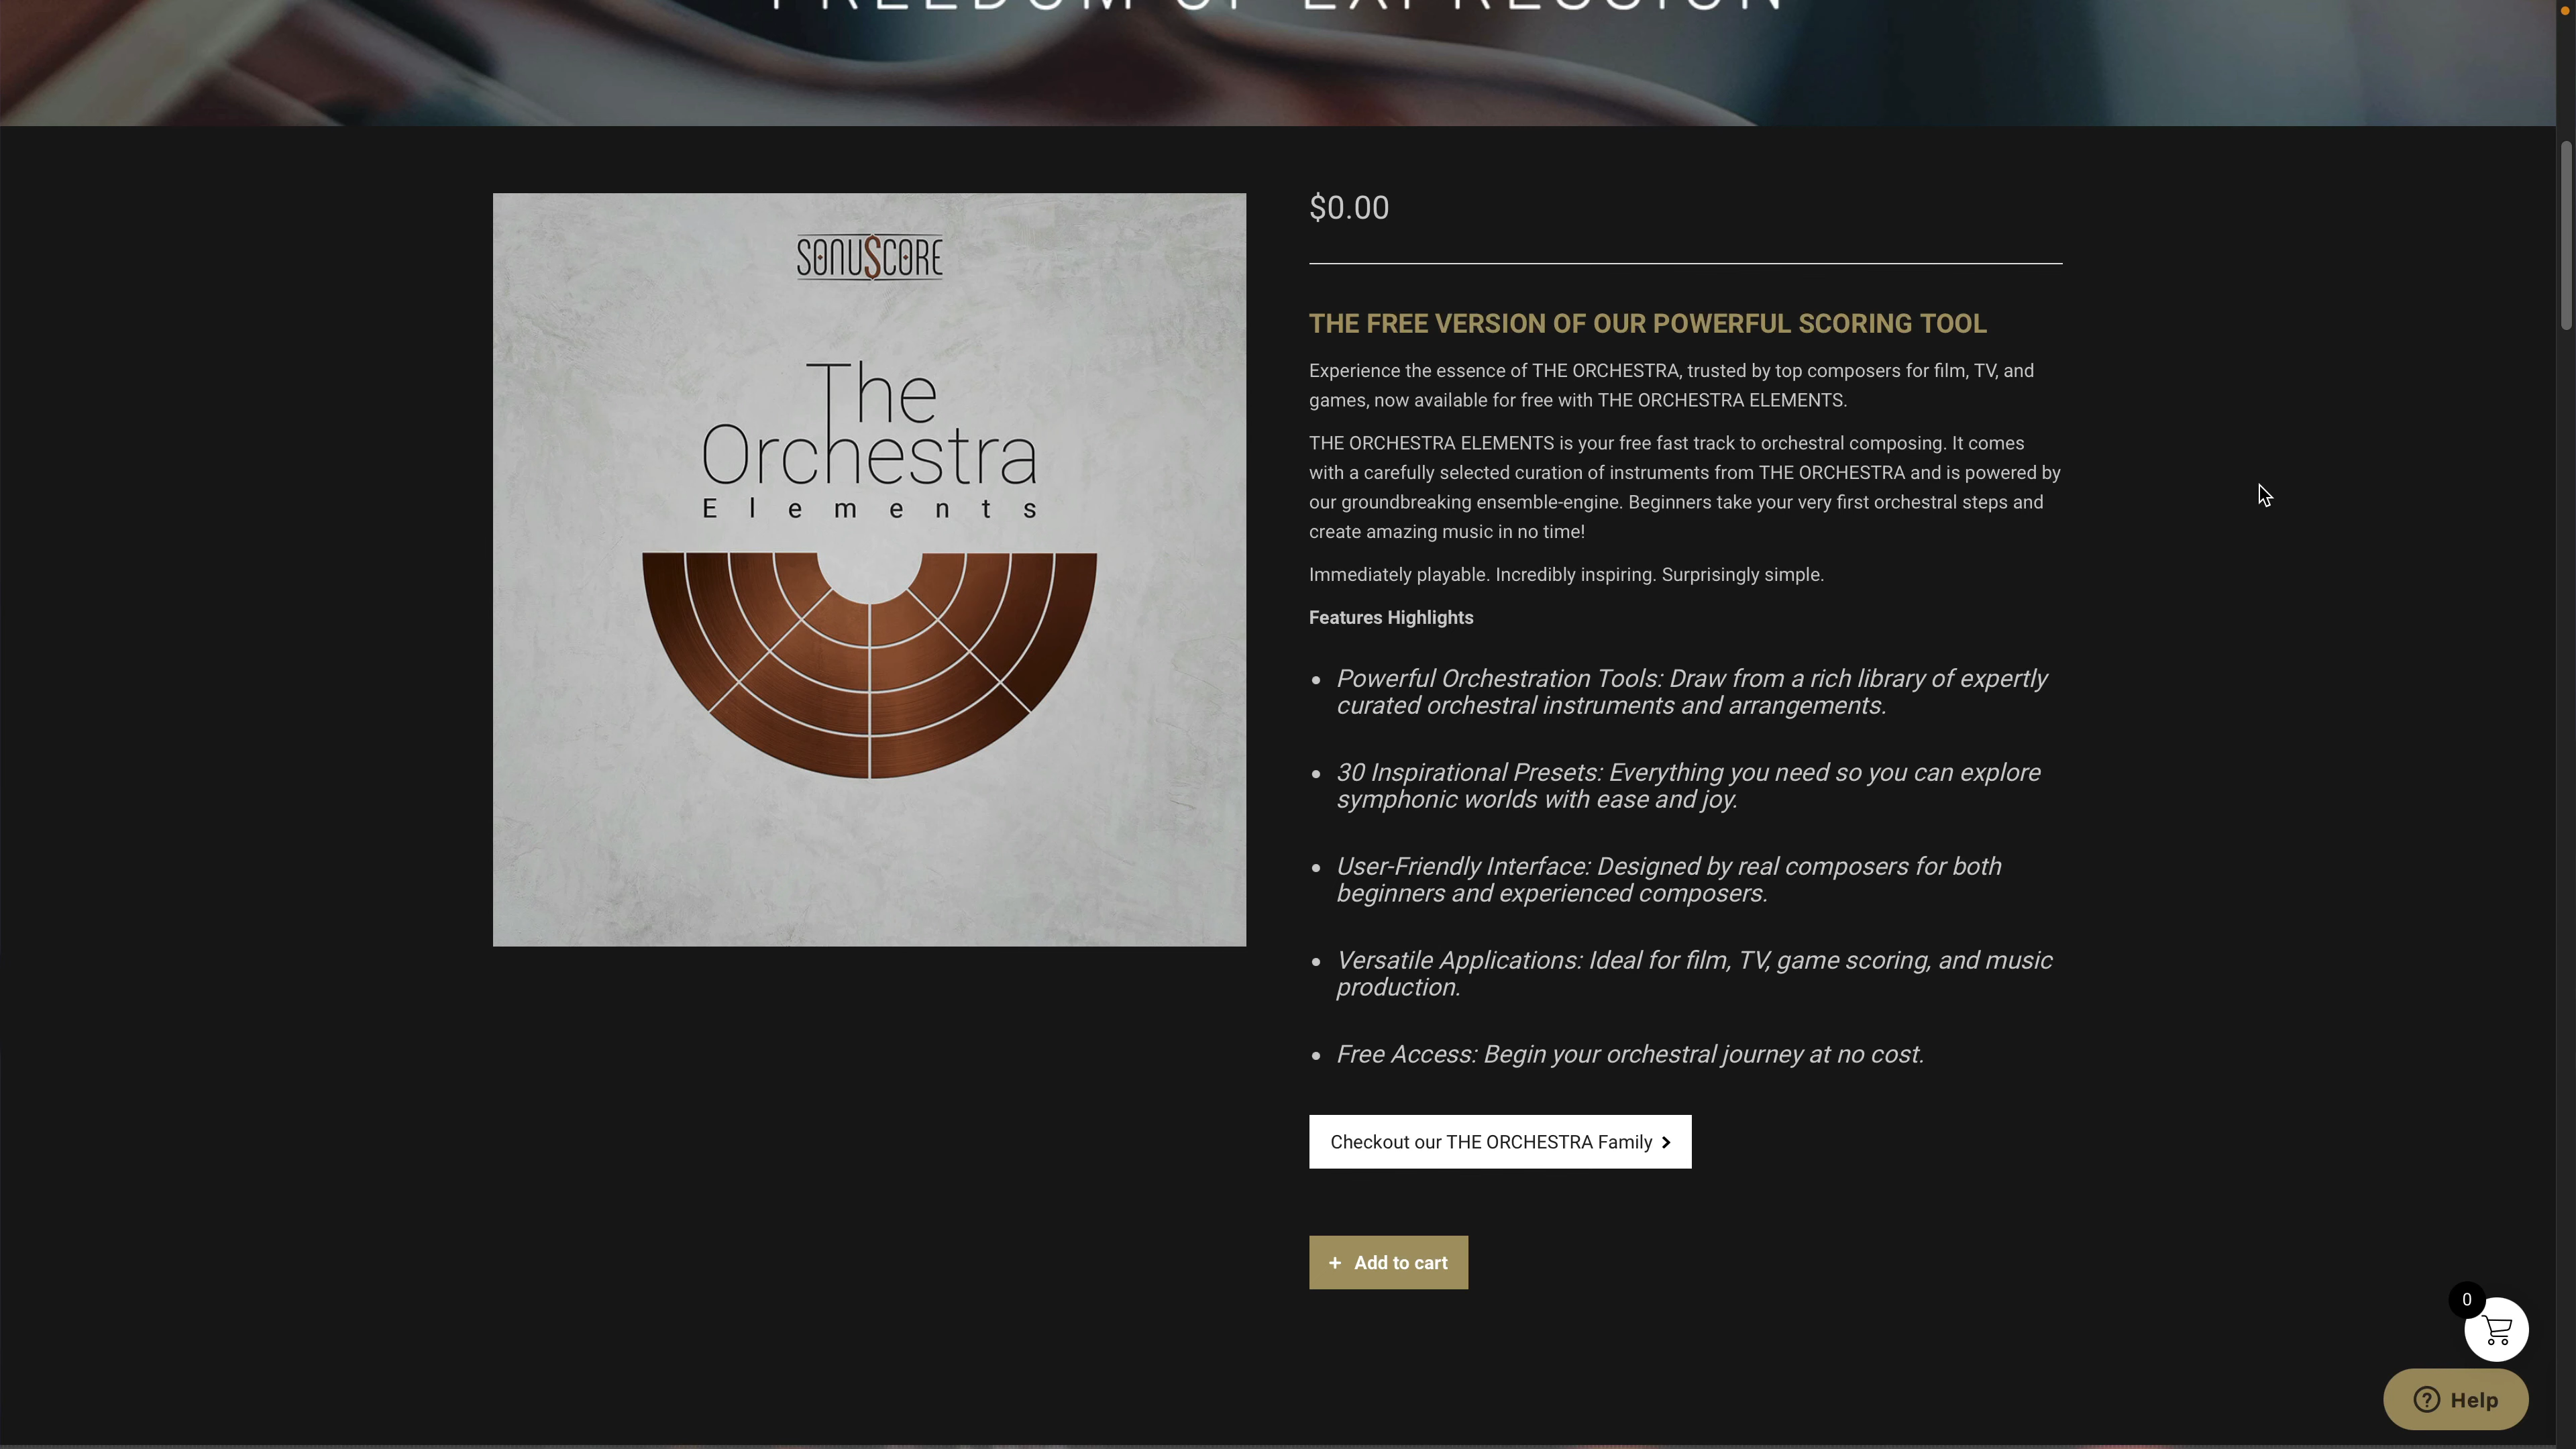 FREEDOM OF EXPRESSION
SONUSCORE
The
Orchestra
Elements
$0.00
THE FREE VERSION OF OUR POWERFUL SCORING TOOL
Experience the essence of THE ORCHESTRA, trusted by top composers for film, TV, and
games, now available for free with THE ORCHESTRA ELEMENTS.
THE ORCHESTRA ELEMENTS is your free fast track to orchestral composing. It comes
with a carefully selected curation of instruments from THE ORCHESTRA and is powered by
our groundbreaking ensemble-engine. Beginners take your very first orchestral steps and
create amazing music in no time!
Immediately playable. Incredibly inspiring. Surprisingly simple.
Features Highlights
• Powerful Orchestration Tools: Draw from a rich library of expertly
curated orchestral instruments and arrangements.
• 30 Inspirational Presets: Everything you need so you can explore
symphonic worlds with ease and joy.
• User-Friendly Interface: Designed by real composers for both
beginners and experienced composers.
• Versatile Applications: Ideal for film, TV, game scoring, and music
production.
• Free Access: Begin your orchestral journey at no cost.
Checkout our THE ORCHESTRA Family >
+ Add to cart
0
? Help